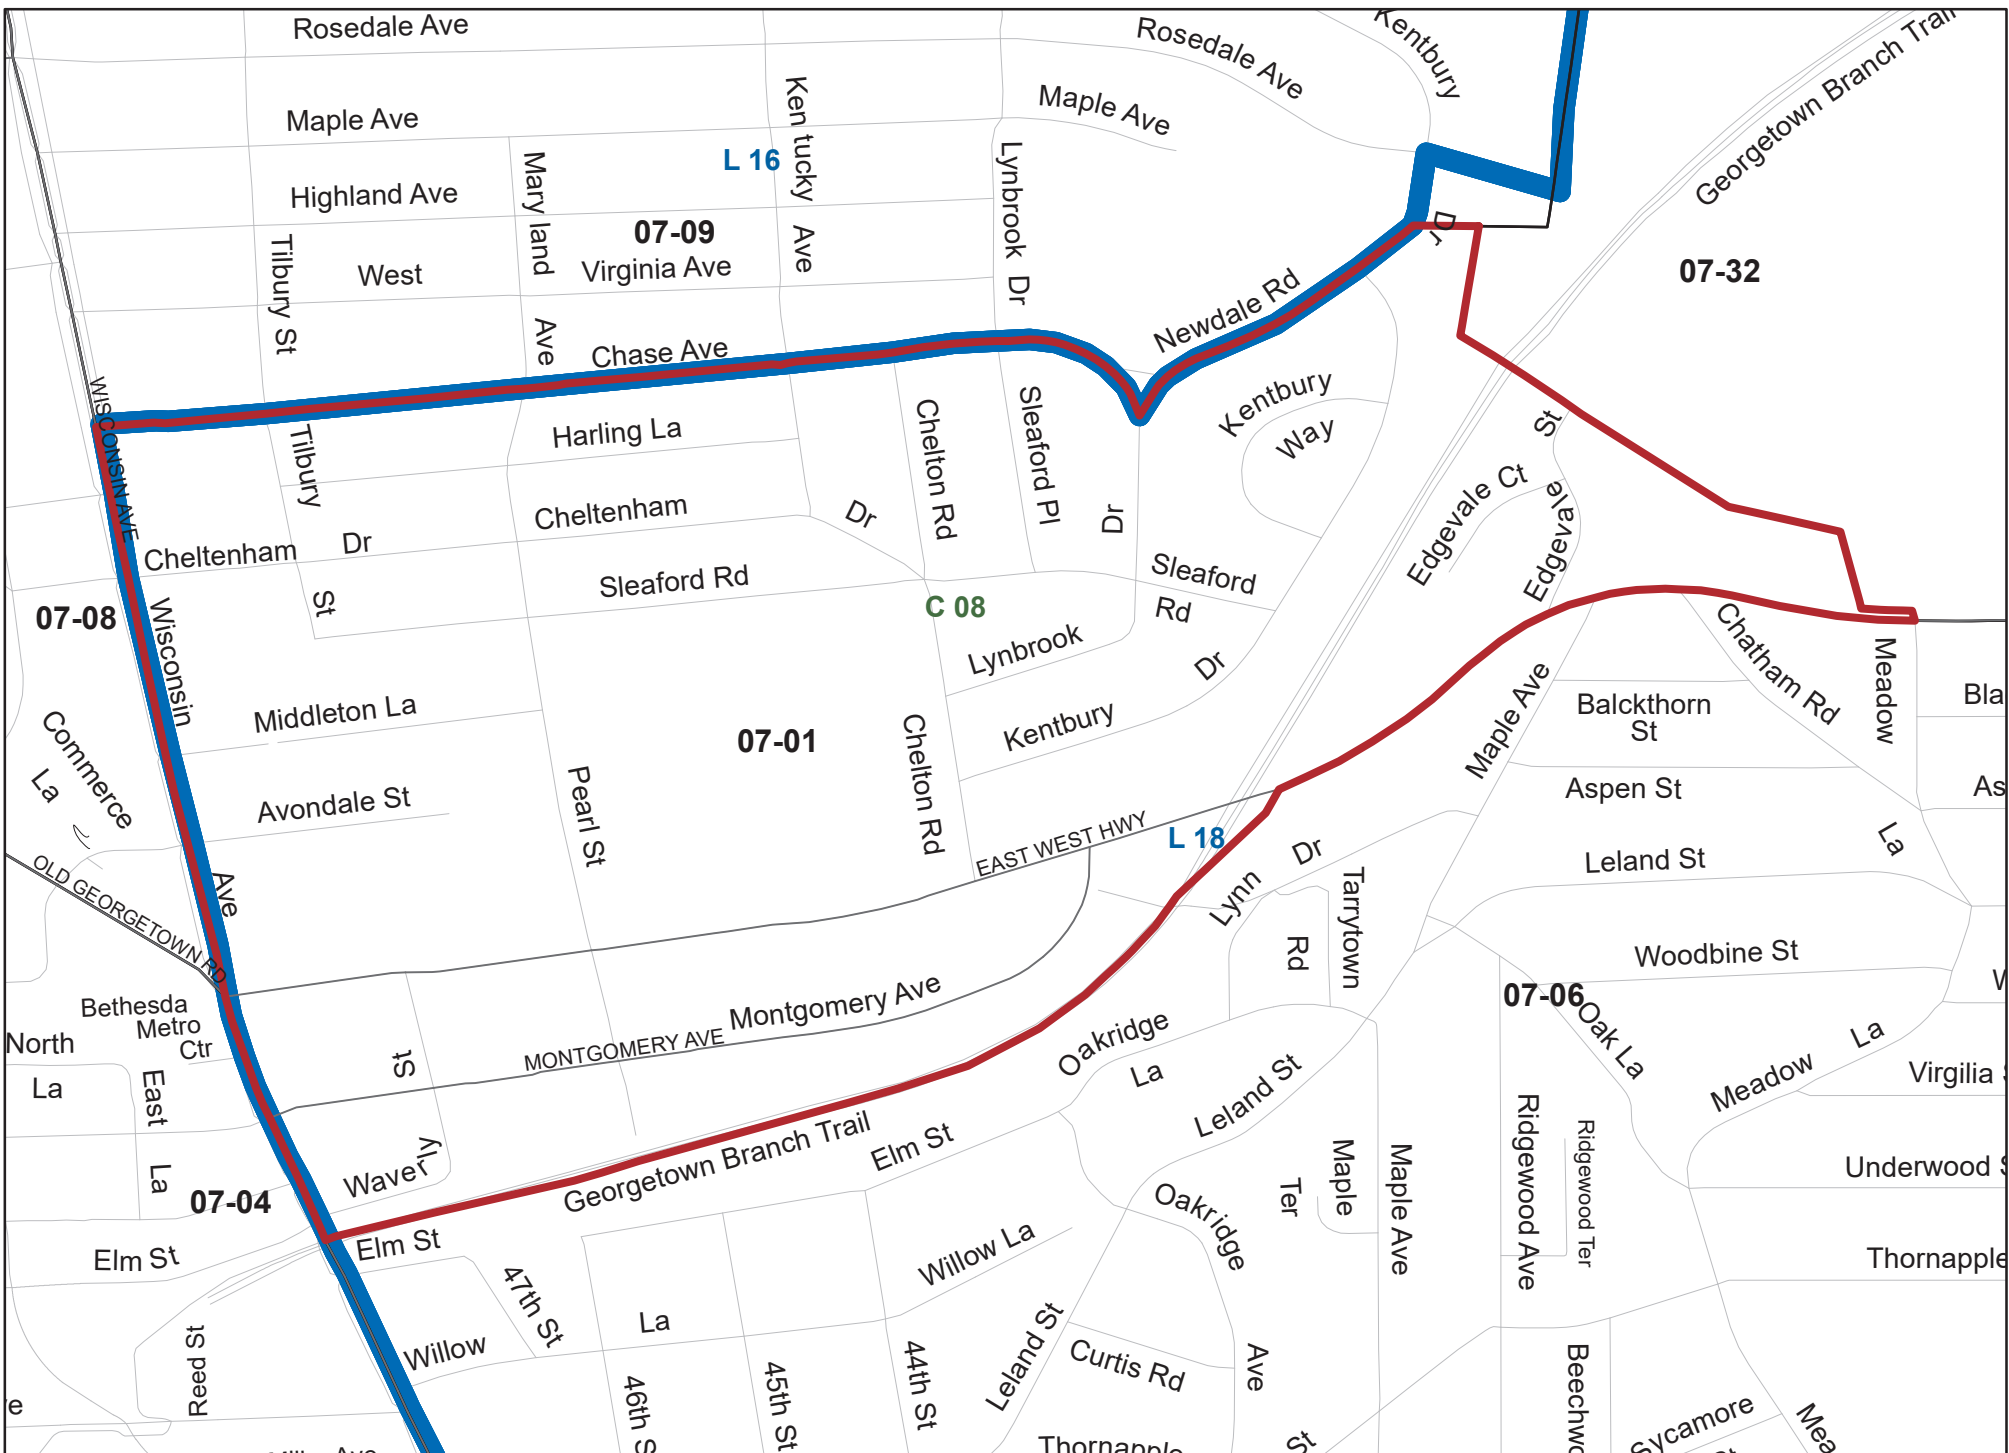 Rosedale Ave
Rosedale Ave
Kentbury
Georgetown Branch Trail
Maple Ave
Maple Ave
Ken tucky
Ave
L 16
Highland Ave
Mary land
Ave
Lynbrook Dr
07-09
Virginia Ave
West
Tilbury St
Dr
07-32
Newdale Rd
Chase Ave
WISCONSIN AVE
Kentbury
Way
Harling La
Tilbury
St
Chelton Rd
Sleaford Pl
Dr
St
Edgevale Ct
Edgevale
Cheltenham
Dr
Cheltenham
Dr
Sleaford Rd
Sleaford
Rd
07-08
Wisconsin
Ave
C 08
Lynbrook
Dr
Kentbury
Chatham Rd
Meadow
La
Maple Ave
Balckthorn
St
Bla
Middleton La
07-01
Chelton Rd
Commerce
La
Avondale St
Pearl St
Aspen St
As
EAST WEST HWY
L 18
Lynn
Dr
Leland St
OLD GEORGETOWN RD
Tarrytown
Rd
Woodbine St
Bethesda
Metro
Ctr
Montgomery Ave
MONTGOMERY AVE
07-06
Oak La
North
La
East
La
St
Oakridge
La
Leland St
Meadow
La
Virgilia
Georgetown Branch Trail
Elm St
Waver
ly
07-04
Maple
Ter
Maple Ave
Ridgewood Ave
Ridgewood Ter
Underwood
Elm St
Elm St
Oakridge
Ave
Willow La
Thornapple
47th St
La
Willow
Reed St
Leland St
Curtis Rd
46th S
45th St
44th St
Beechwo
Sycamore
Mea
Thornapple
St